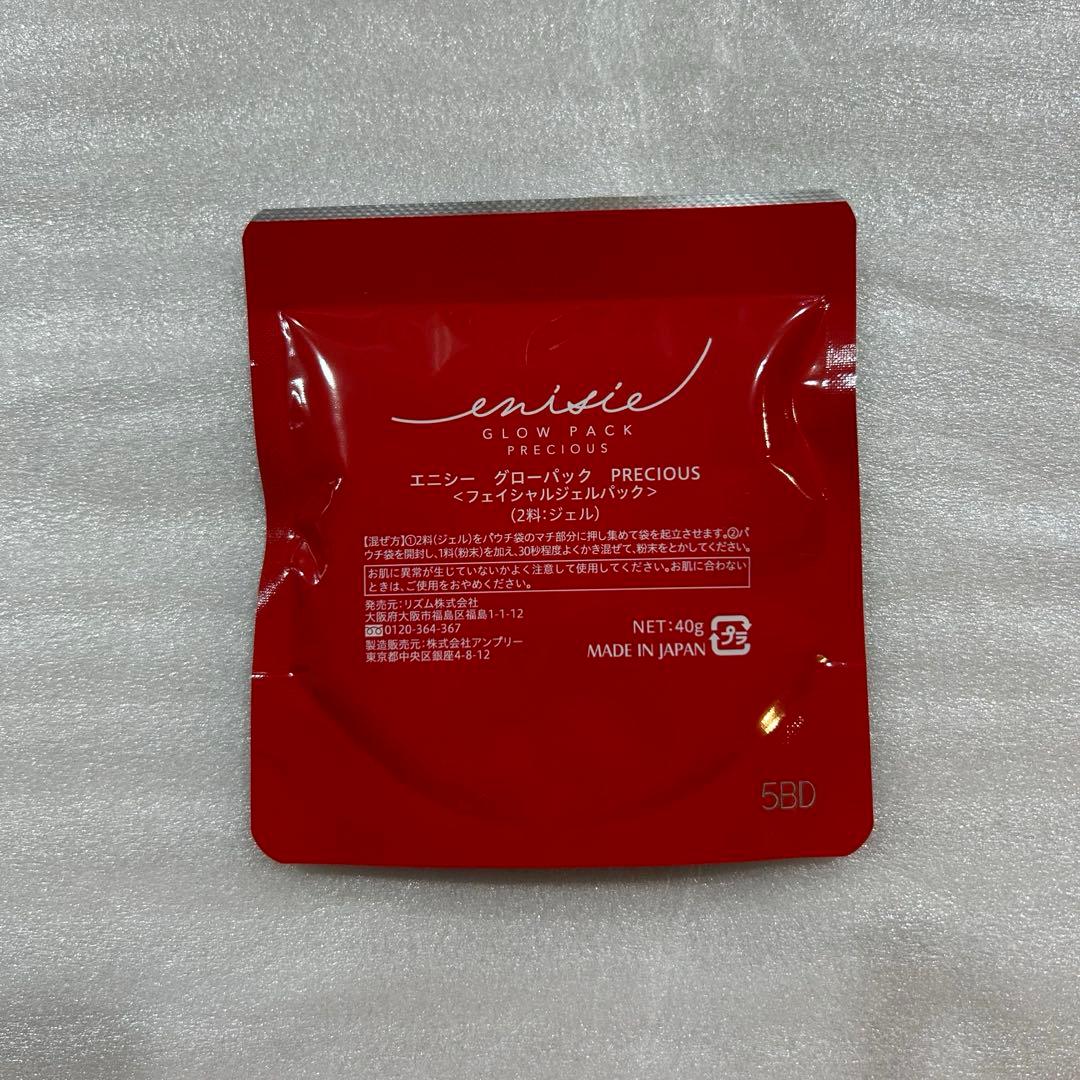 enisie
GLOW PACK
PRECIOUS
エニシー グローパック PRECIOUS
<フェイシャルジェルパック>
(2料:ジェル)
【混ぜ方】①2料(ジェル)をパウチ袋のマチ部分に押し集めて袋を起立させます。②パ
ウチ袋を開封し、1料(粉末)を加え、30秒程度よくかき混ぜて、粉末をとかしてください。
お肌に異常が生じていないかよく注意して使用してください。お肌に合わない
ときは、ご使用をおやめください。
発売元:リズム株式会社
大阪府大阪市福島区福島1-1-12
0120-364-367
製造販売元:株式会社アンプリー
東京都中央区銀座4-8-12
NET:40g
プラ
MADE IN JAPAN
5BD